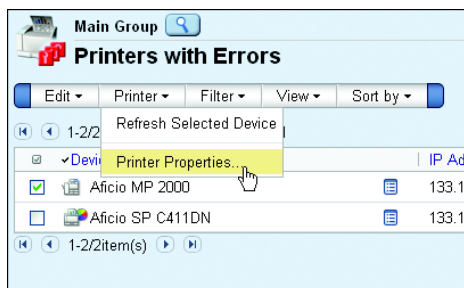 Main Group
Printers with Errors
Edit Printer Filter View Sort by
1-2/2
Refresh Selected Device
Printer Properties...
IP Ad
Aficio MP 2000 133.1
Aficio SP C411DN 133.1
1-2/2item(s)